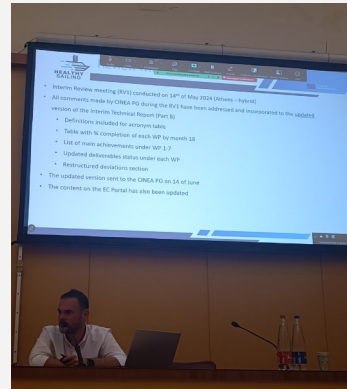 HEALTHY
SAILING
Interim Review meeting (RV1) conducted on 14th of May 2024 (Athens – hybrid)
All comments made by CINEA PO during the RV1 have been addressed and incorporated to the updated
version of the Interim Technical Report (Part B)
Definitions included for acronym table
Table with % completion of each WP by month 18
List of main achievements under WP 1-7
Updated deliverables status under each WP
Restructured deviations section
The updated version sent to the CINEA PO on 14 of June
The content on the EC Portal has also been updated